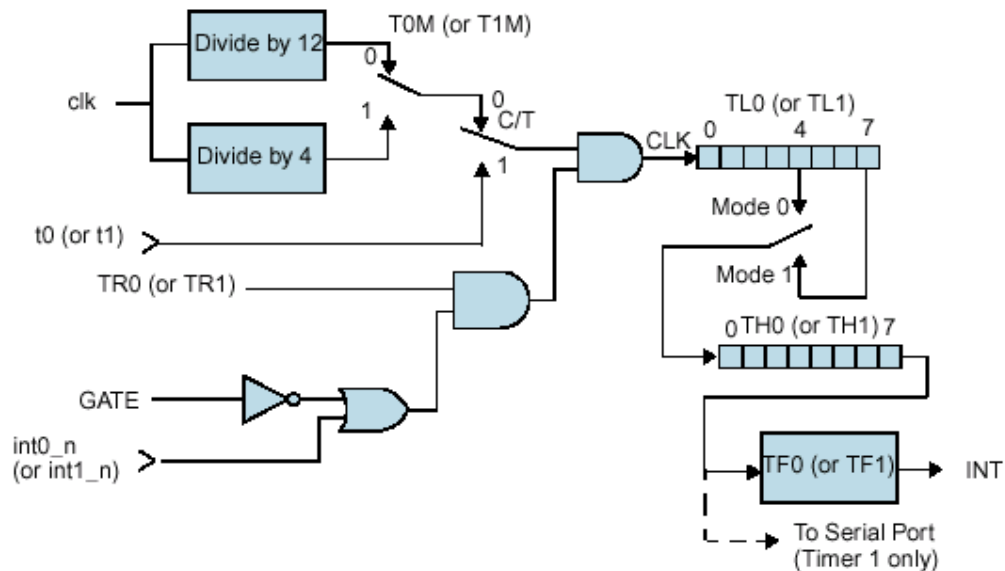 T0M (or T1M)
Divide by 12
0
clk
1
0
C/T
TL0 (or TL1)
0 4 7
Divide by 4
CLK
1
Mode 0
t0 (or t1)
TR0 (or TR1)
Mode 1
0 TH0 (or TH1) 7
GATE
int0_n
(or int1_n)
TF0 (or TF1)
INT
To Serial Port
(Timer 1 only)